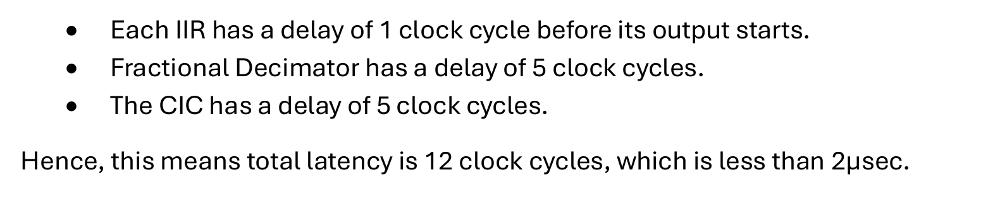 • Each IIR has a delay of 1 clock cycle before its output starts.
• Fractional Decimator has a delay of 5 clock cycles.
• The CIC has a delay of 5 clock cycles.
Hence, this means total latency is 12 clock cycles, which is less than 2µsec.